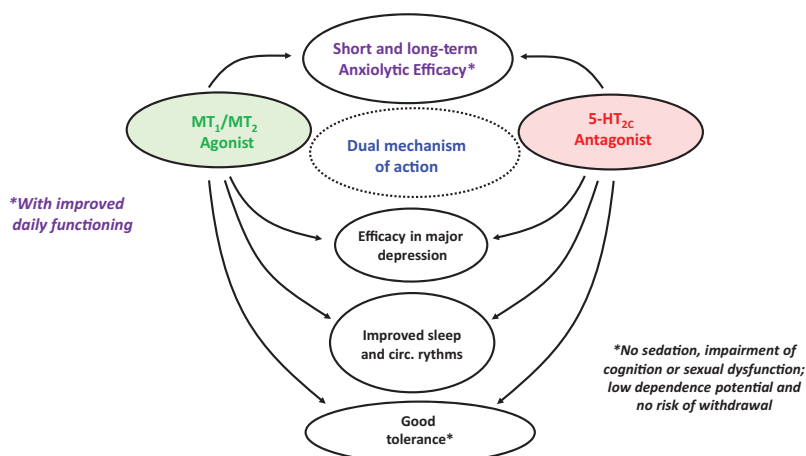 Short and long-term
Anxiolytic Efficacy*
MT₁/MT₂
Agonist
5-HT₂C
Antagonist
Dual mechanism
of action
*With improved
daily functioning
Efficacy in major
depression
Improved sleep
and circ. rythms
*No sedation, impairment of
cognition or sexual dysfunction;
low dependence potential and
no risk of withdrawal
Good
tolerance*